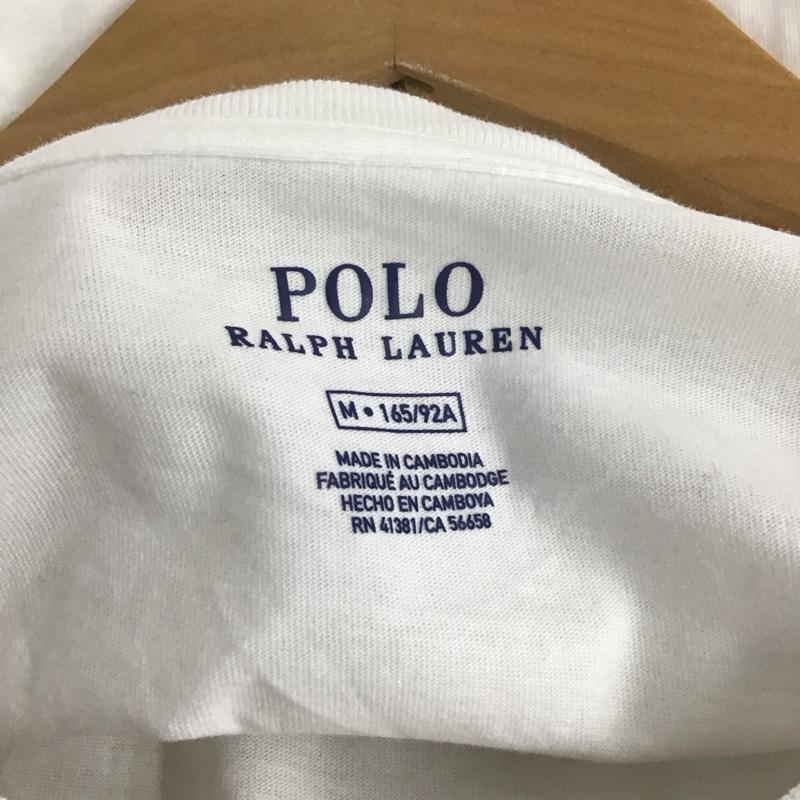 POLO
RALPH LAUREN
M • 165/92A
MADE IN CAMBODIA
FABRIQUÉ AU CAMBODGE
HECHO EN CAMBOYA
RN 41381/CA 56658